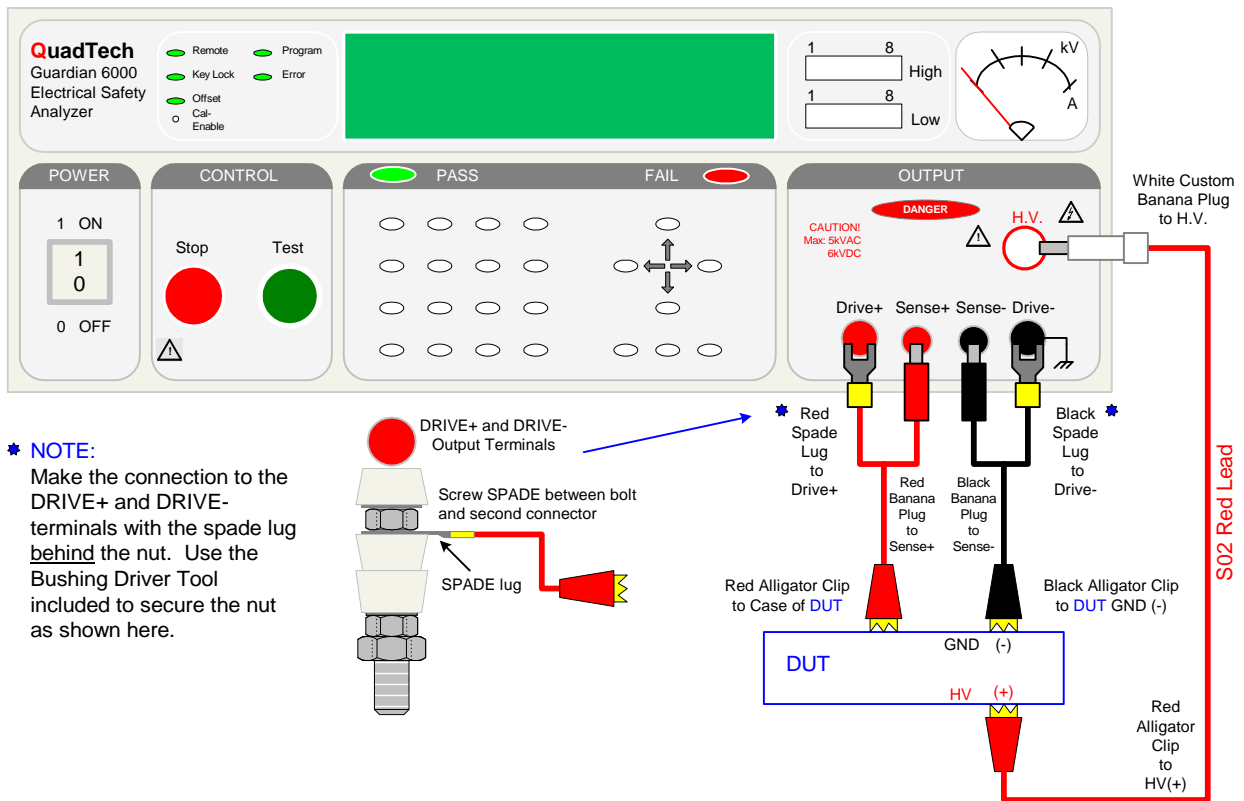 QuadTech
Guardian 6000
Electrical Safety
Analyzer
Remote
Program
Key Lock
Error
Offset
Cal-
Enable
1 8
High
1 8
Low
kV
A
POWER
1 ON
1
0
0 OFF
CONTROL
Stop
Test
PASS
FAIL
OUTPUT
DANGER
CAUTION!
Max: 5kVAC
6kVDC
H.V.
Drive+ Sense+ Sense- Drive-
White Custom
Banana Plug
to H.V.
NOTE:
Make the connection to the
DRIVE+ and DRIVE-
terminals with the spade lug
behind the nut. Use the
Bushing Driver Tool
included to secure the nut
as shown here.
DRIVE+ and DRIVE-
Output Terminals
Screw SPADE between bolt
and second connector
SPADE lug
Red
Spade
Lug
to
Drive+
Red
Banana
Plug
to
Sense+
Black
Banana
Plug
to
Sense-
Black
Spade
Lug
to
Drive-
S02 Red Lead
Red Alligator Clip
to Case of DUT
Black Alligator Clip
to DUT GND (-)
GND (-)
DUT
HV (+)
Red
Alligator
Clip
to
HV(+)